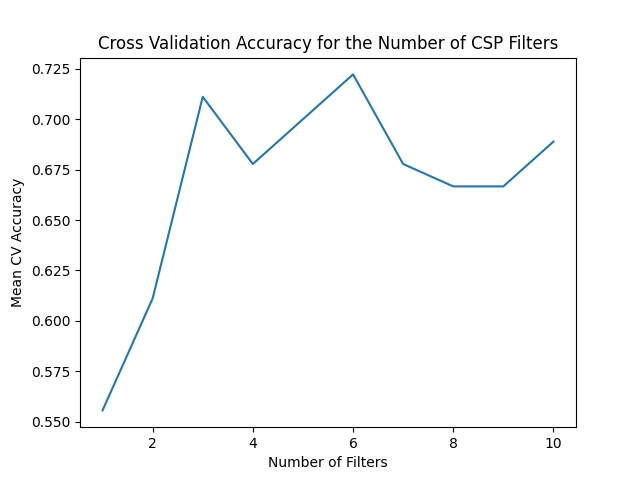 Cross Validation Accuracy for the Number of CSP Filters
0.725
0.700
0.675
0.650
0.625
0.600
0.575
0.550
Mean CV Accuracy
2 4 6 8 10
Number of Filters